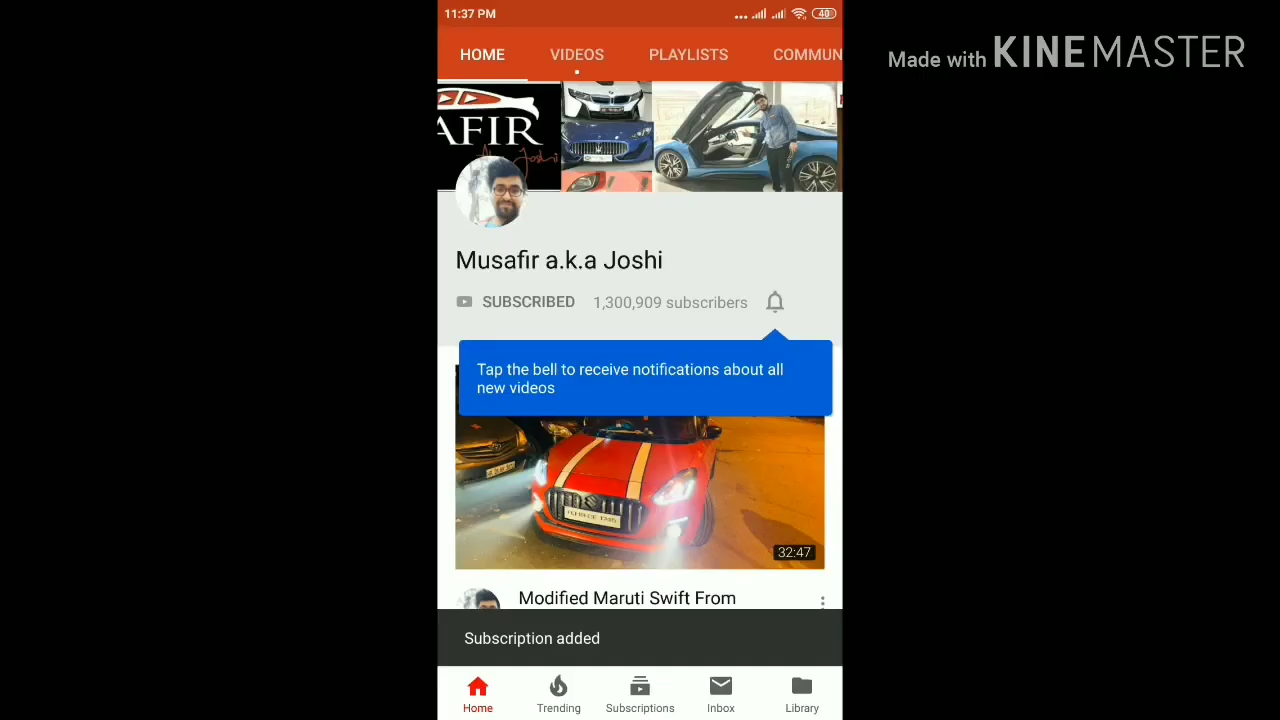 11:37 PM
40
Made with KINEMASTER
HOME VIDEOS PLAYLISTS COMMUN
AFIR
Joshi
Musafir a.k.a Joshi
SUBSCRIBED 1,300,909 subscribers
Tap the bell to receive notifications about all
new videos
32:47
Modified Maruti Swift From
Subscription added
Home Trending Subscriptions Inbox Library